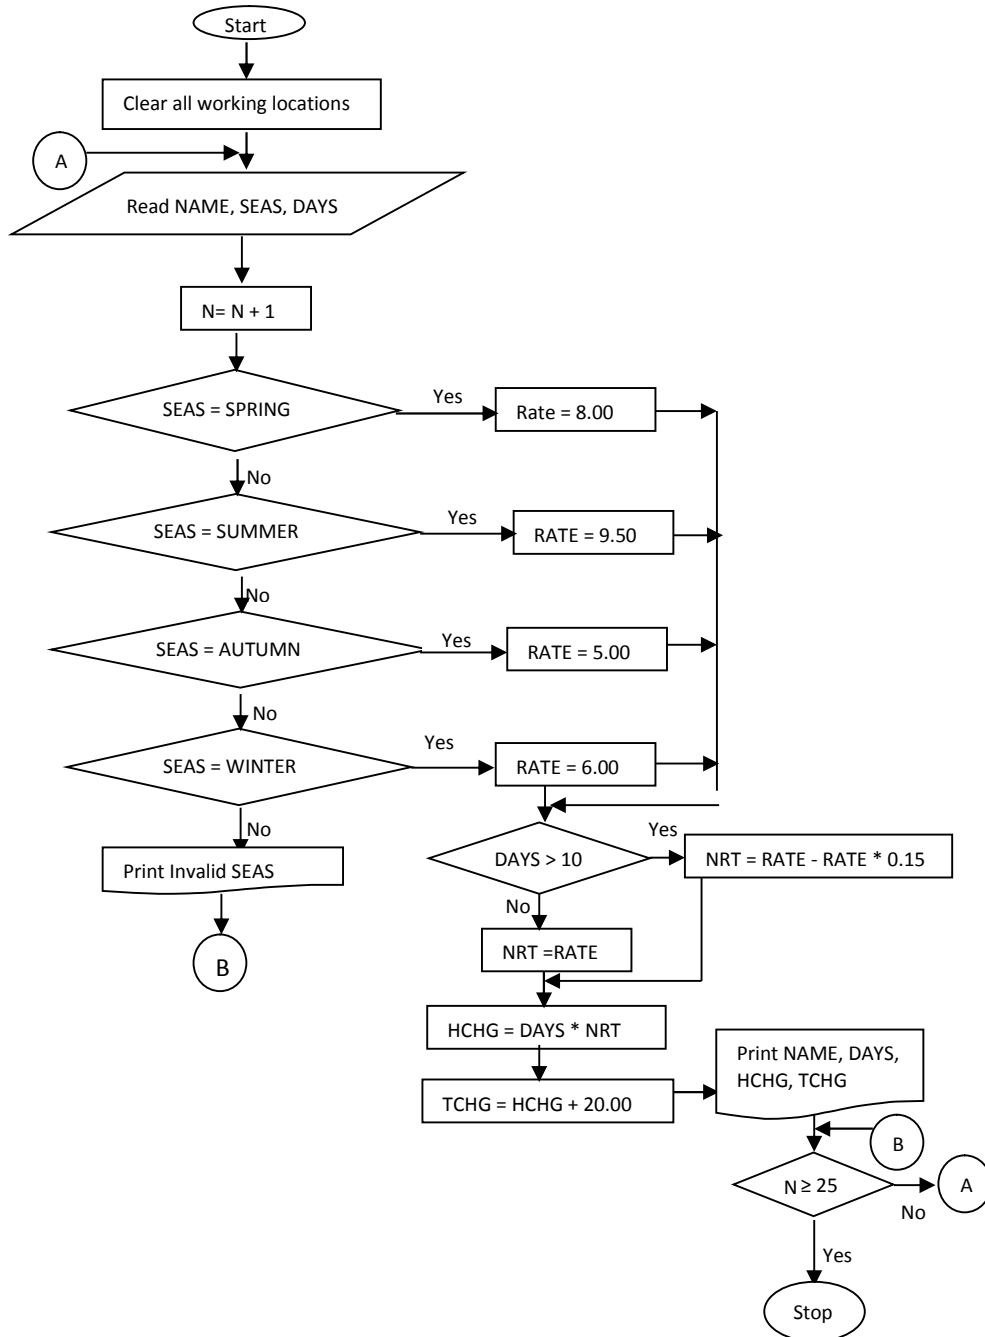 Start
Clear all working locations
A
Read NAME, SEAS, DAYS
N= N + 1
SEAS = SPRING
Yes
Rate = 8.00
No
SEAS = SUMMER
Yes
RATE = 9.50
No
SEAS = AUTUMN
Yes
RATE = 5.00
No
SEAS = WINTER
Yes
RATE = 6.00
No
Print Invalid SEAS
B
DAYS > 10
Yes
NRT = RATE - RATE * 0.15
No
NRT =RATE
HCHG = DAYS * NRT
TCHG = HCHG + 20.00
Print NAME, DAYS,
HCHG, TCHG
B
N ≥ 25
No
A
Yes
Stop